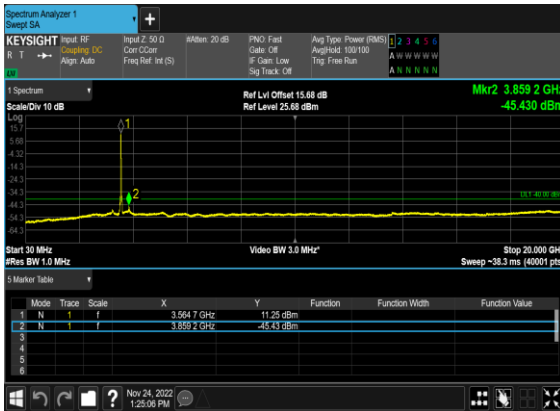 Spectrum Analyzer 1
Swept SA
+
KEYSIGHT Input: RF Input Z: 50 Ω #Atten: 20 dB PNO: Fast Avg Type: Power (RMS) 1 2 3 4 5 6
R T Coupling: DC Corr CCorr Gate: Off Avg|Hold: 100/100 A W W W W W
Align: Auto Freq Ref: Int (S) IF Gain: Low Trig: Free Run
LXI Sig Track: Off A N N N N N
1 Spectrum Ref Lvl Offset 15.68 dB Mkr2 3.859 2 GHz
Scale/Div 10 dB Ref Level 25.68 dBm -45.430 dBm
Log
15.7
5.68
-4.32
-14.3
-24.3
-34.3
-44.3
-54.3
-64.3
1
2
DL1 -40.00 dBm
Start 30 MHz Video BW 3.0 MHz* Stop 20.000 GHz
#Res BW 1.0 MHz Sweep ~38.3 ms (40001 pts)
5 Marker Table
Mode Trace Scale X Y Function Function Width Function Value
1 N 1 f 3.564 7 GHz 11.25 dBm
2 N 1 f 3.859 2 GHz -45.43 dBm
3
4
5
6
?
Nov 24, 2022
1:25:06 PM